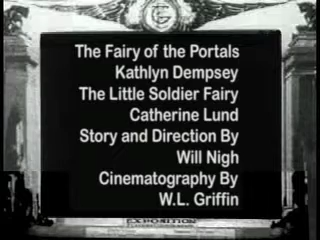 The Fairy of the Portals
Kathlyn Dempsey
The Little Soldier Fairy
Catherine Lund
Story and Direction By
Will Nigh
Cinematography By
W.L. Griffin
EXPOSITION